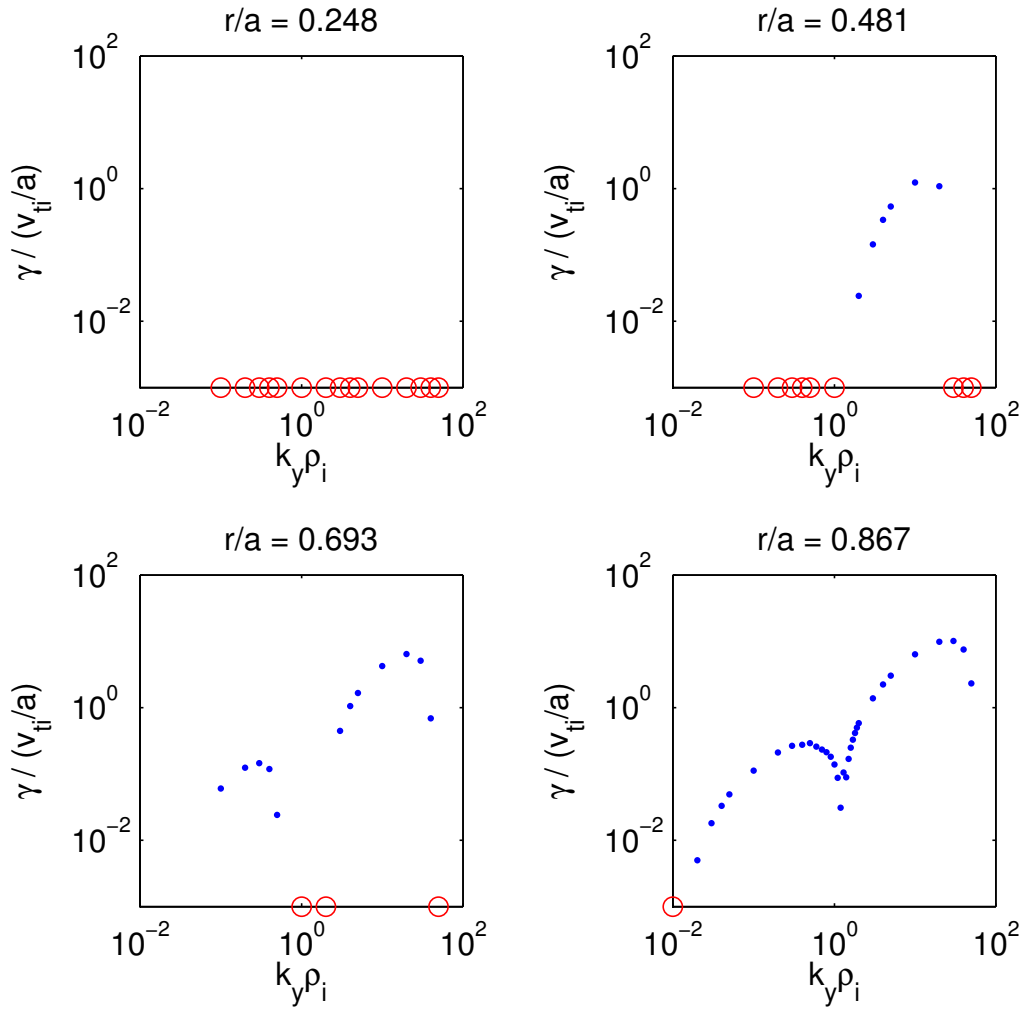 r/a = 0.248
10^2
10^0
10^−2
γ / (v_ti/a)
10^−2 10^0 10^2
k_yρ_i
r/a = 0.481
10^2
10^0
10^−2
γ / (v_ti/a)
10^−2 10^0 10^2
k_yρ_i
r/a = 0.693
10^2
10^0
10^−2
γ / (v_ti/a)
10^−2 10^0 10^2
k_yρ_i
r/a = 0.867
10^2
10^0
10^−2
γ / (v_ti/a)
10^−2 10^0 10^2
k_yρ_i